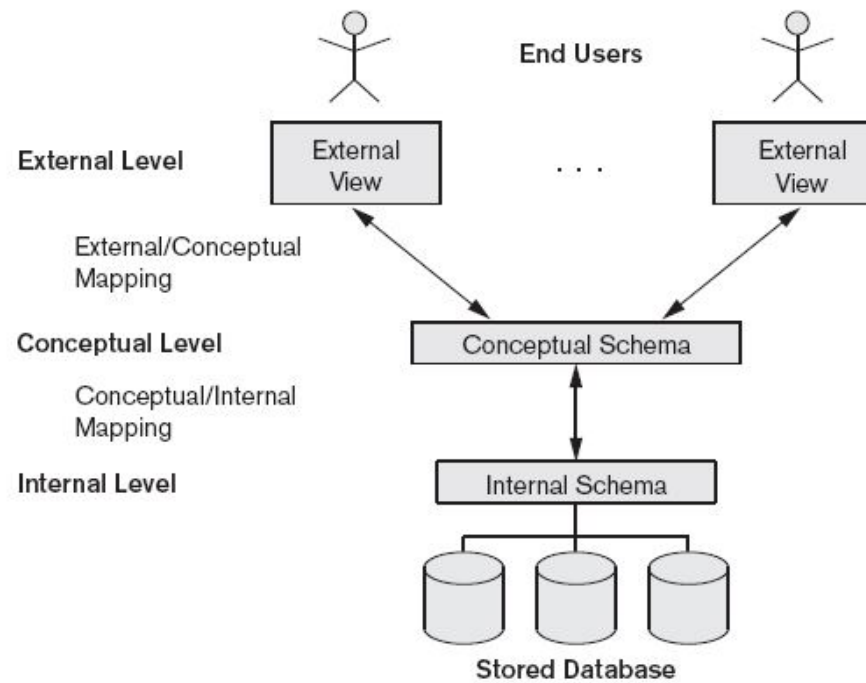 End Users
External Level
External
View
. . .
External
View
External/Conceptual
Mapping
Conceptual Level
Conceptual Schema
Conceptual/Internal
Mapping
Internal Level
Internal Schema
Stored Database